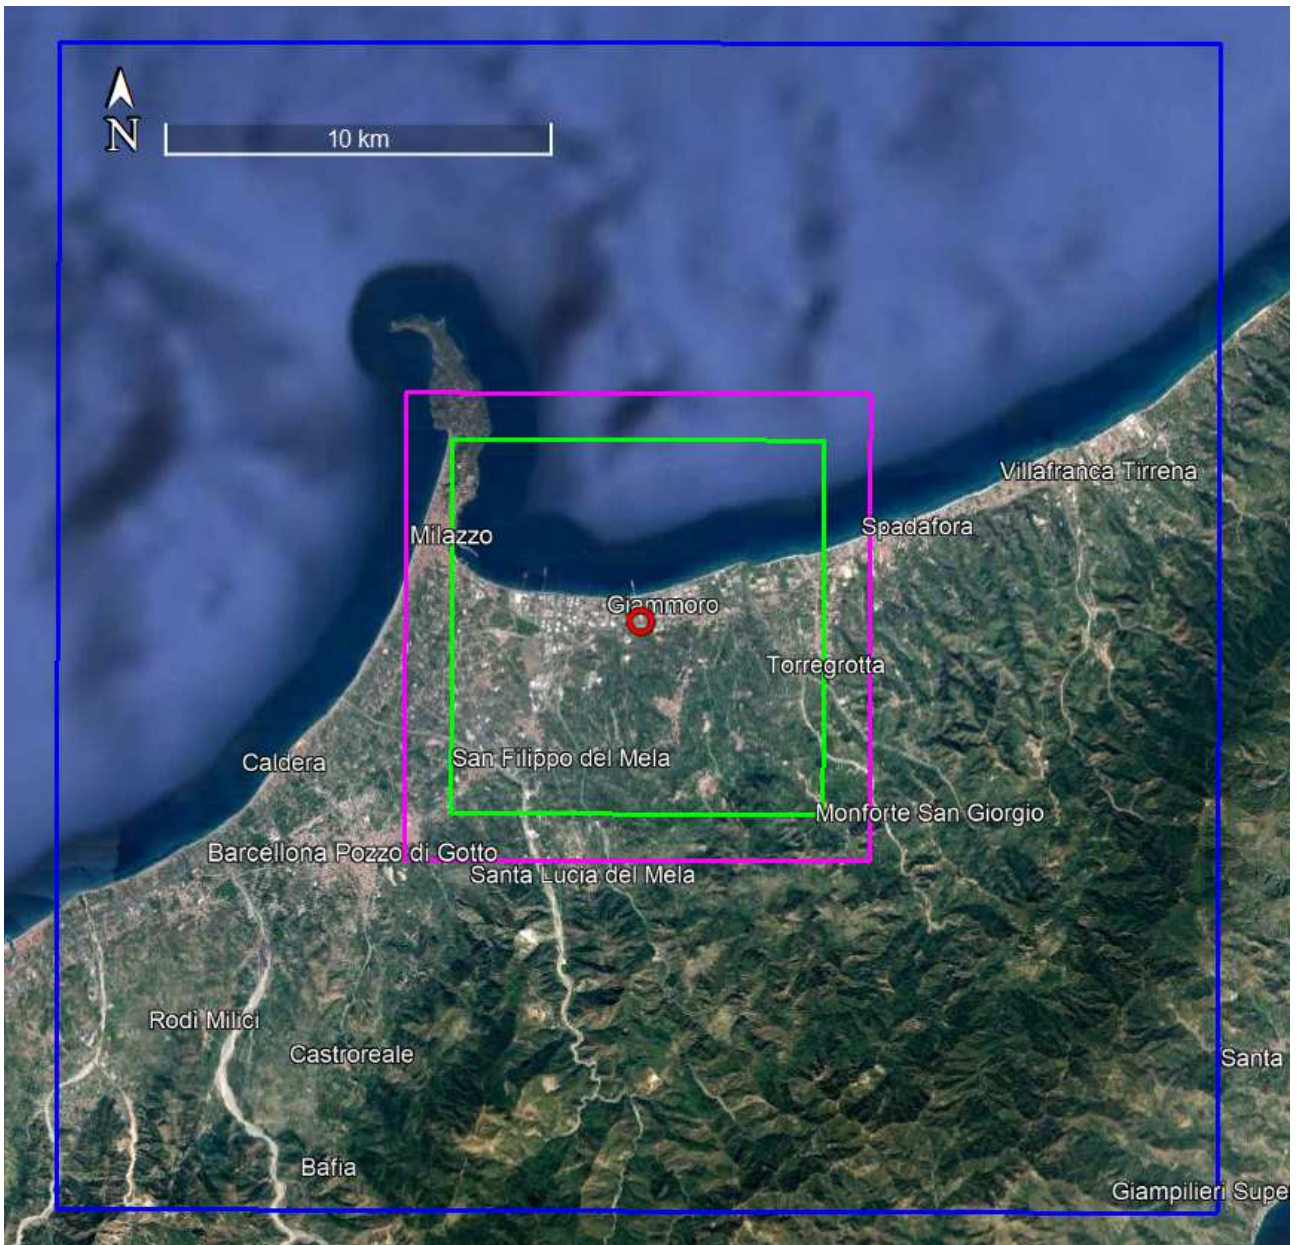 N
10 km
Villafranca Tirrena
Spadafora
Milazzo
Giammoro
Torregrotta
San Filippo del Mela
Caldera
Monforte San Giorgio
Barcellona Pozzo di Gotto
Santa Lucia del Mela
Rodì Milici
Castroreale
Santa
Bafia
Giampilieri Supe